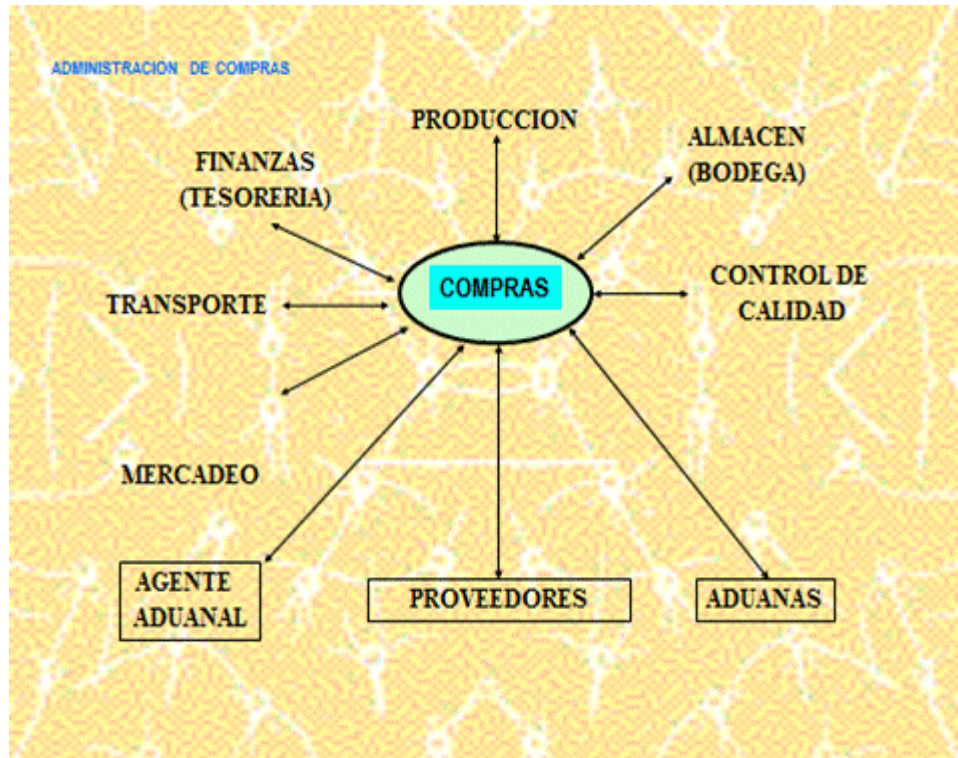 ADMINISTRACION DE COMPRAS
PRODUCCION
ALMACEN
(BODEGA)
FINANZAS
(TESORERIA)
COMPRAS
CONTROL DE
CALIDAD
TRANSPORTE
MERCADEO
AGENTE
ADUANAL
PROVEEDORES
ADUANAS